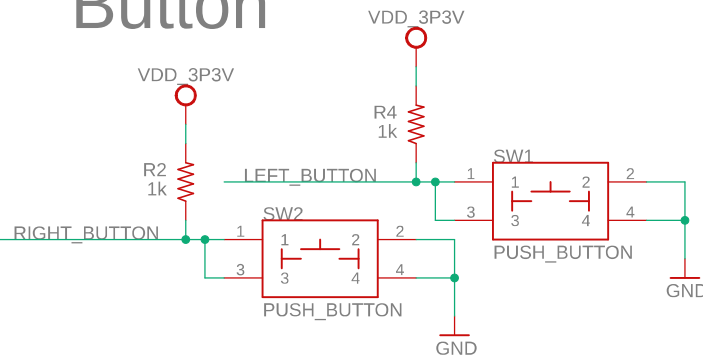 Button
VDD_3P3V
VDD_3P3V
R4
1k
R2
1k
LEFT_BUTTON
SW1
1
2
1
2
3
4
3
4
PUSH_BUTTON
RIGHT_BUTTON
SW2
1
2
1
2
3
4
3
4
PUSH_BUTTON
GND
GND